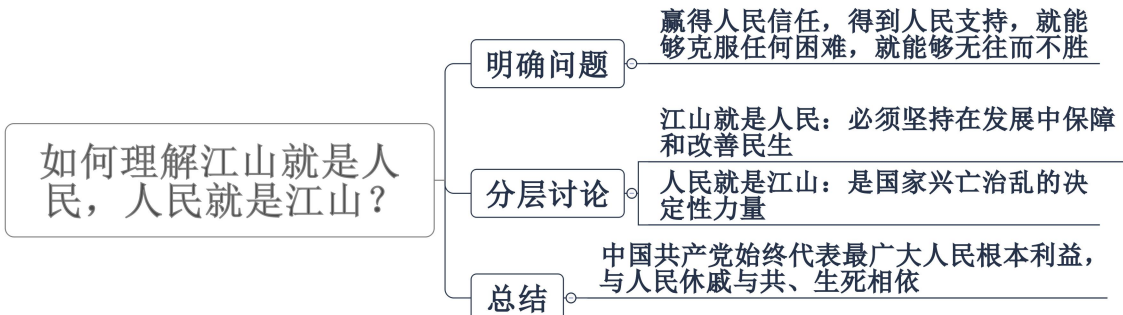 如何理解江山就是人
民，人民就是江山？
明确问题
赢得人民信任，得到人民支持，就能
够克服任何困难，就能够无往而不胜
分层讨论
江山就是人民：必须坚持在发展中保障
和改善民生
人民就是江山：是国家兴亡治乱的决
定性力量
总结
中国共产党始终代表最广大人民根本利益，
与人民休戚与共、生死相依